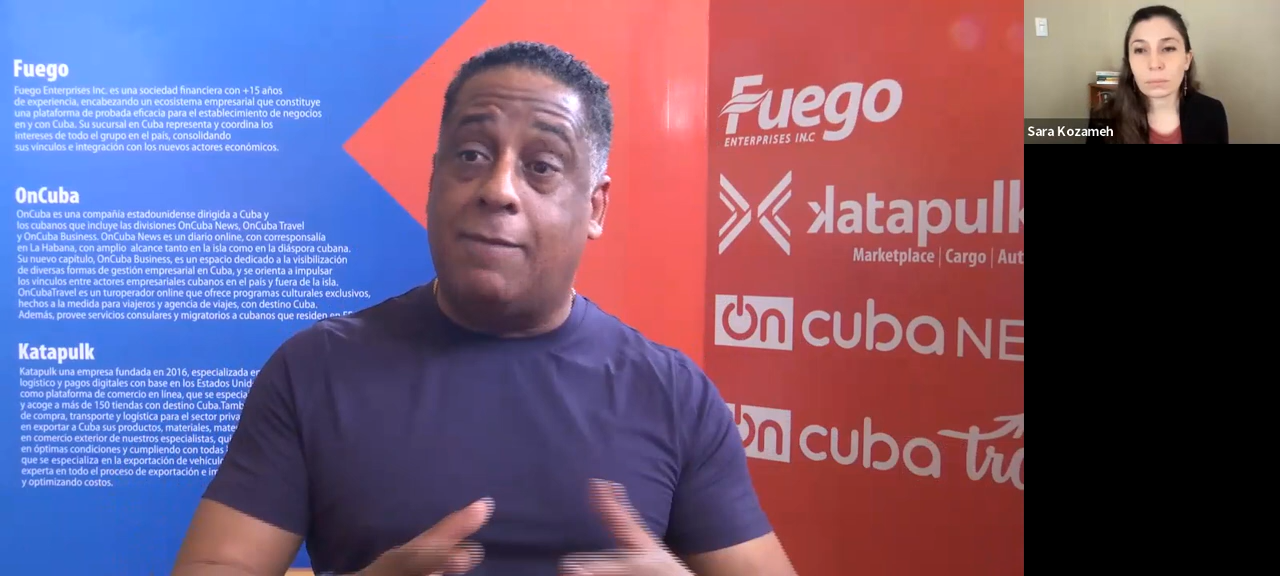 Fuego
Fuego Enterprises Inc. es una sociedad financiera con +15 años
de experiencia, encabezando un ecosistema empresarial que constituye
una plataforma de probada eficacia para el establecimiento de negocios
en y con Cuba. Su sucursal en Cuba representa y coordina los
intereses de todo el grupo en el país, consolidando
sus vínculos e integración con los nuevos actores económicos.
OnCuba
OnCuba es una compañía estadounidense dirigida a Cuba y
los cubanos que incluye las divisiones OnCuba News, OnCuba Travel
y OnCuba Business. OnCuba News es un diario online, con corresponsalía
en La Habana, con amplio alcance tanto en la isla como en la diáspora cubana.
Su nuevo capítulo, OnCuba Business, es un espacio dedicado a la visibilización
de diversas formas de gestión empresarial en Cuba, y se orienta a impulsar
los vínculos entre actores empresariales cubanos en el país y fuera de la isla.
OnCubaTravel es un turoperador online que ofrece programas culturales exclusivos,
hechos a la medida para viajeros y agencia de viajes, con destino Cuba.
Además, provee servicios consulares y migratorios a cubanos que residen en
Katapulk
Katapulk una empresa fundada en 2016, especializada
logístico y pagos digitales con base en los Estados
como plataforma de comercio en línea, que se
y acoge a más de 150 tiendas con destino Cuba.
de compra, transporte y logística para el sector
en exportar a Cuba sus productos, materiales,
en comercio exterior de nuestros especialistas,
en óptimas condiciones y cumpliendo con todas
que se especializa en la exportación de
experta en todo el proceso de exportación e
y optimizando costos.
Fuego
ENTERPRISES IN.C
katapulk
Marketplace | Cargo | Aut
on cuba NE
on cuba tra
Sara Kozameh